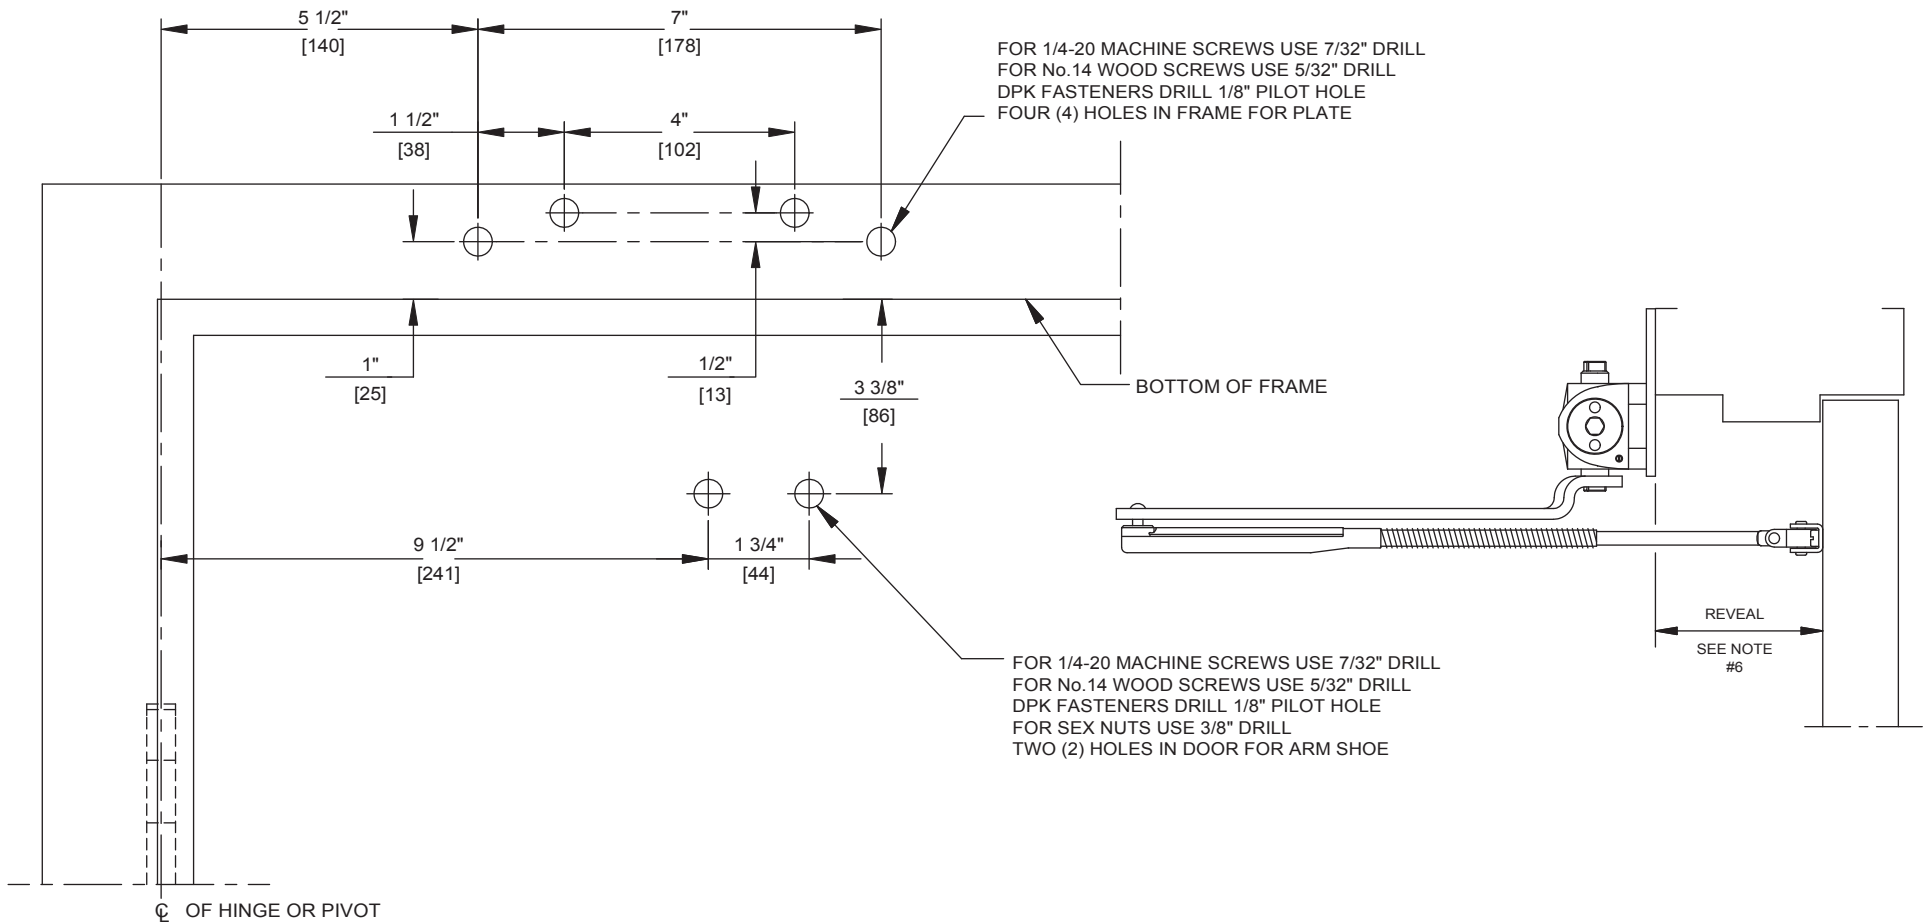 5 1/2"
[140]
7"
[178]
FOR 1/4-20 MACHINE SCREWS USE 7/32" DRILL
FOR No.14 WOOD SCREWS USE 5/32" DRILL
DPK FASTENERS DRILL 1/8" PILOT HOLE
FOUR (4) HOLES IN FRAME FOR PLATE
1 1/2"
[38]
4"
[102]
1"
[25]
1/2"
[13]
3 3/8"
[86]
BOTTOM OF FRAME
9 1/2"
[241]
1 3/4"
[44]
REVEAL
SEE NOTE
#6
FOR 1/4-20 MACHINE SCREWS USE 7/32" DRILL
FOR No.14 WOOD SCREWS USE 5/32" DRILL
DPK FASTENERS DRILL 1/8" PILOT HOLE
FOR SEX NUTS USE 3/8" DRILL
TWO (2) HOLES IN DOOR FOR ARM SHOE
℄ OF HINGE OR PIVOT